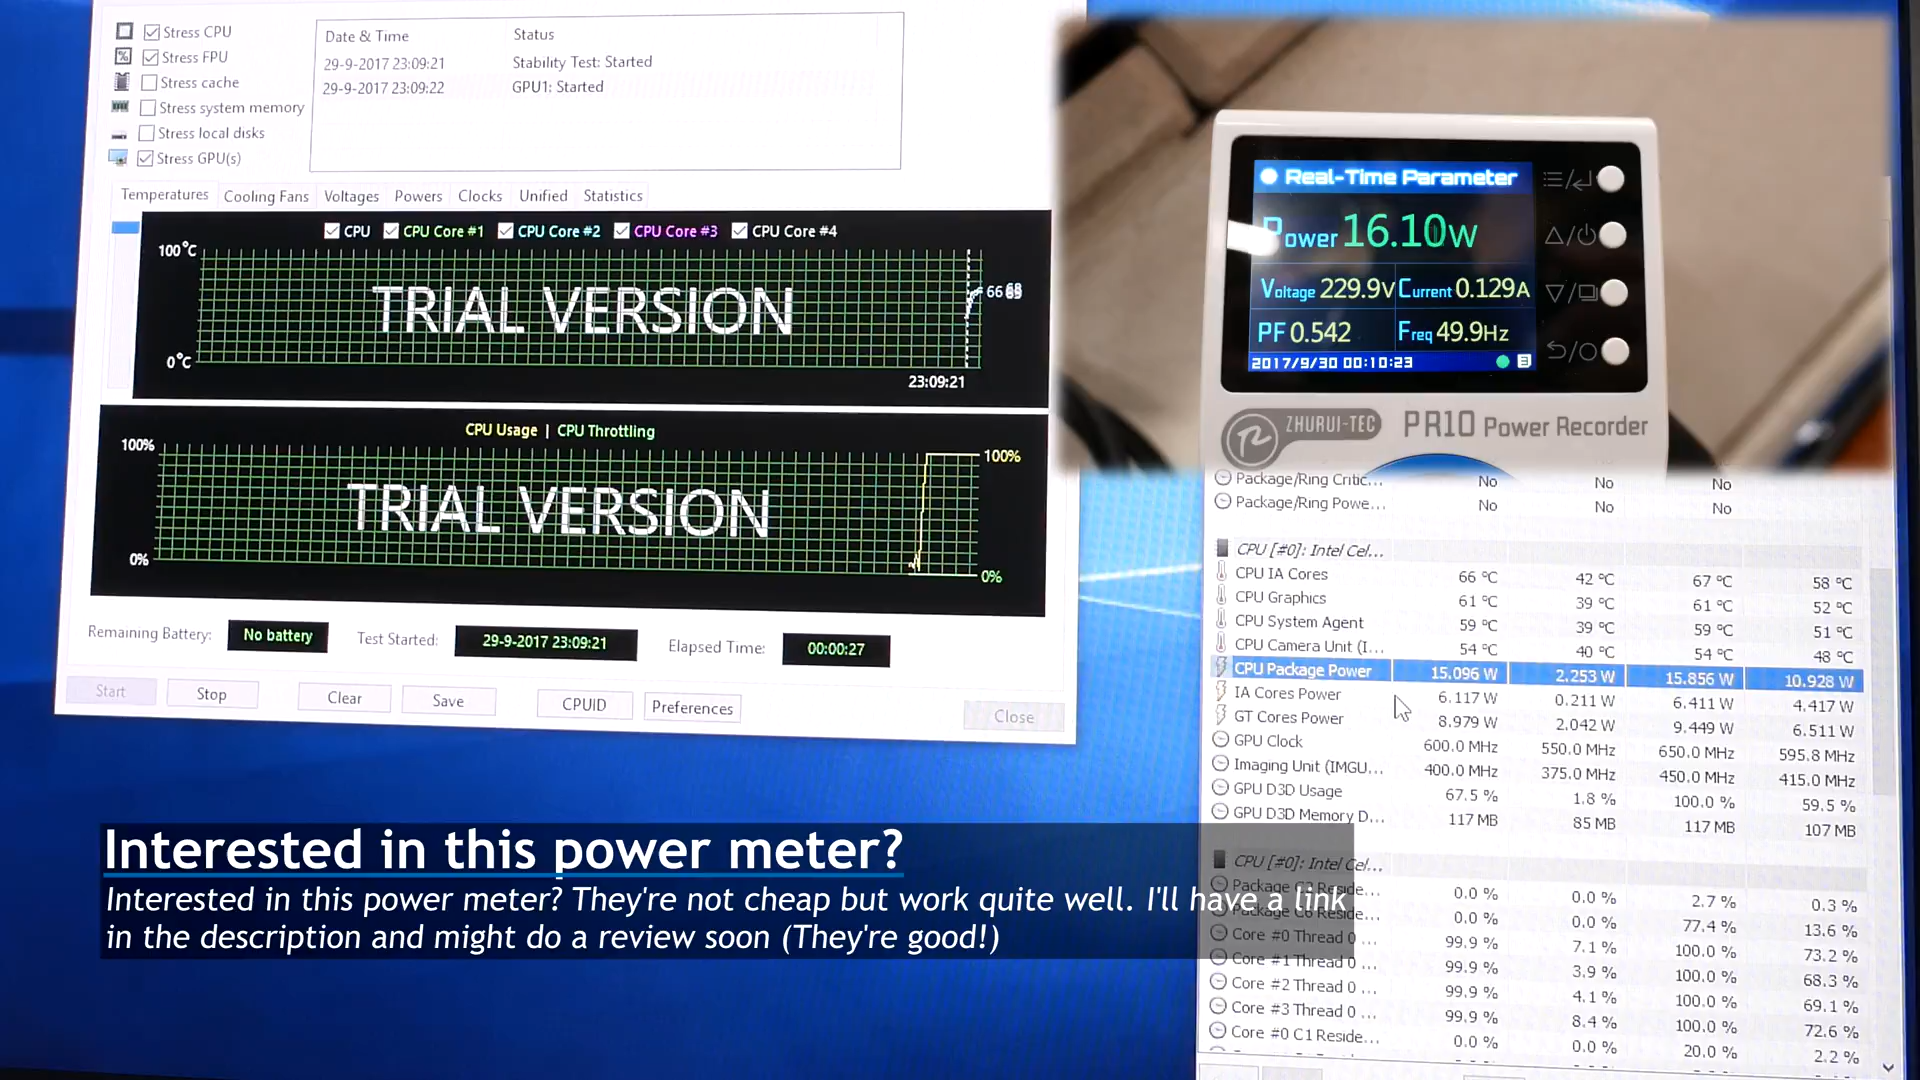 Stress CPU
Stress FPU
Stress cache
Stress system memory
Stress local disks
Stress GPU(s)
Date & Time Status
29-9-2017 23:09:21 Stability Test: Started
29-9-2017 23:09:22 GPU1: Started
Temperatures Cooling Fans Voltages Powers Clocks Unified Statistics
CPU CPU Core #1 CPU Core #2 CPU Core #3 CPU Core #4
100°C
TRIAL VERSION
66
0°C
23:09:21
CPU Usage | CPU Throttling
100% 100%
TRIAL VERSION
0% 0%
Remaining Battery: No battery Test Started: 29-9-2017 23:09:21 Elapsed Time: 00:00:27
Start Stop Clear Save CPUID Preferences Close
Real-Time Parameter
Power 16.10W
Voltage 229.9V Current 0.129A
PF 0.542 Freq 49.9Hz
2017/9/30 00:10:23
ZHURUI-TEC PR10 Power Recorder
Package/Ring Critic... No No No
Package/Ring Powe... No No No
CPU [#0]: Intel Cel...
CPU IA Cores 66 °C 42 °C 67 °C 58 °C
CPU Graphics 61 °C 39 °C 61 °C 52 °C
CPU System Agent 59 °C 39 °C 59 °C 51 °C
CPU Camera Unit (I... 54 °C 40 °C 54 °C 48 °C
CPU Package Power 15.096 W 2.253 W 15.856 W 10.928 W
IA Cores Power 6.117 W 0.211 W 6.411 W 4.417 W
GT Cores Power 8.979 W 2.042 W 9.449 W 6.511 W
GPU Clock 600.0 MHz 550.0 MHz 650.0 MHz 595.8 MHz
Imaging Unit (IMGU... 400.0 MHz 375.0 MHz 450.0 MHz 415.0 MHz
GPU D3D Usage 67.5 % 1.8 % 100.0 % 59.5 %
GPU D3D Memory D... 117 MB 85 MB 117 MB 107 MB
CPU [#0]: Intel Cel...
Package C2 Reside... 0.0 % 0.0 % 2.7 % 0.3 %
Package C6 Reside... 0.0 % 0.0 % 77.4 % 13.6 %
Core #0 Thread 0 ... 99.9 % 7.1 % 100.0 % 73.2 %
Core #1 Thread 0 ... 99.9 % 3.9 % 100.0 % 68.3 %
Core #2 Thread 0 ... 99.9 % 4.1 % 100.0 % 69.1 %
Core #3 Thread 0 ... 99.9 % 8.4 % 100.0 % 72.6 %
Core #0 C1 Reside... 0.0 % 0.0 % 20.0 % 2.2 %
Interested in this power meter?
Interested in this power meter? They're not cheap but work quite well. I'll have a link
in the description and might do a review soon (They're good!)